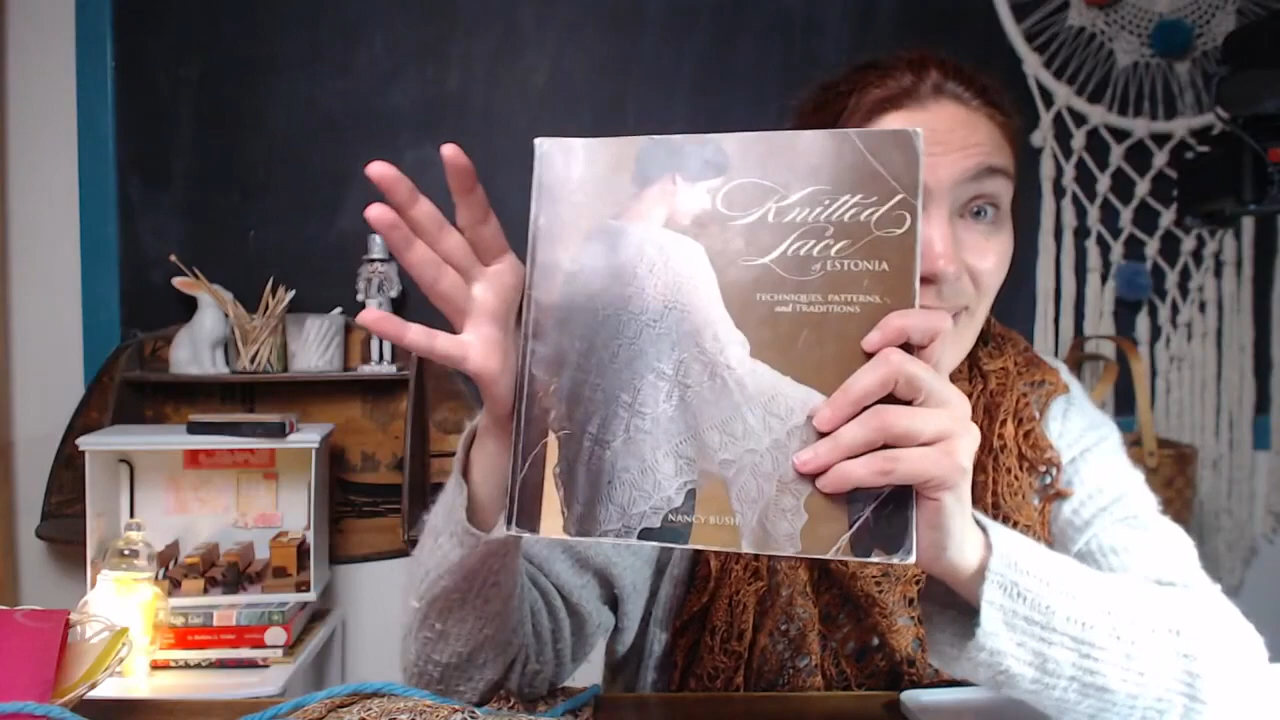 Knitted
Lace
of ESTONIA
TECHNIQUES, PATTERNS,
and TRADITIONS
NANCY BUSH